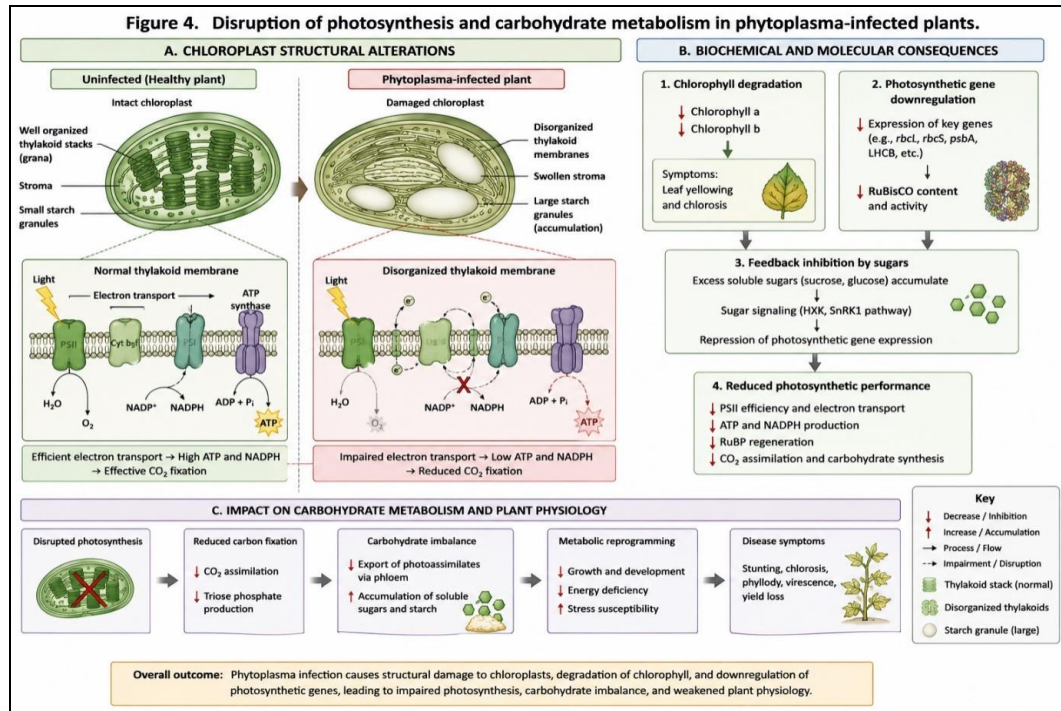 Figure 4. Disruption of photosynthesis and carbohydrate metabolism in phytoplasma-infected plants.
A. CHLOROPLAST STRUCTURAL ALTERATIONS
Uninfected (Healthy plant)
Intact chloroplast
Well organized
thylakoid stacks
(grana)
Stroma
Small starch
granules
Phytoplasma-infected plant
Damaged chloroplast
Disorganized
thylakoid
membranes
Swollen stroma
Large starch
granules
(accumulation)
Normal thylakoid membrane
Light
Electron transport
ATP
synthase
PSII
Cyt b₆f
PSI
H₂O
O₂
NADP⁺
NADPH
ADP + Pᵢ
ATP
Efficient electron transport → High ATP and NADPH
→ Effective CO₂ fixation
Disorganized thylakoid membrane
Light
e⁻
e⁻
e⁻
e⁻
H₂O
O₂
NADP⁺
NADPH
ADP + Pᵢ
ATP
Impaired electron transport → Low ATP and NADPH
→ Reduced CO₂ fixation
B. BIOCHEMICAL AND MOLECULAR CONSEQUENCES
1. Chlorophyll degradation
↓ Chlorophyll a
↓ Chlorophyll b
Symptoms:
Leaf yellowing
and chlorosis
2. Photosynthetic gene
downregulation
↓ Expression of key genes
(e.g., rbcL, rbcS, psbA,
LHCB, etc.)
↓ RuBisCO content
and activity
3. Feedback inhibition by sugars
Excess soluble sugars (sucrose, glucose) accumulate
Sugar signaling (HXK, SnRK1 pathway)
Repression of photosynthetic gene expression
4. Reduced photosynthetic performance
↓ PSII efficiency and electron transport
↓ ATP and NADPH production
↓ RuBP regeneration
↓ CO₂ assimilation and carbohydrate synthesis
C. IMPACT ON CARBOHYDRATE METABOLISM AND PLANT PHYSIOLOGY
Disrupted photosynthesis
Reduced carbon fixation
↓ CO₂ assimilation
↓ Triose phosphate
production
Carbohydrate imbalance
↓ Export of photoassimilates
via phloem
↑ Accumulation of soluble
sugars and starch
Metabolic reprogramming
↓ Growth and development
↓ Energy deficiency
↑ Stress susceptibility
Disease symptoms
Stunting, chlorosis,
phyllody, virescence,
yield loss
Key
↓ Decrease / Inhibition
↑ Increase / Accumulation
→ Process / Flow
⇢ Impairment / Disruption
Thylakoid stack (normal)
Disorganized thylakoids
Starch granule (large)
Overall outcome: Phytoplasma infection causes structural damage to chloroplasts, degradation of chlorophyll, and downregulation of
photosynthetic genes, leading to impaired photosynthesis, carbohydrate imbalance, and weakened plant physiology.